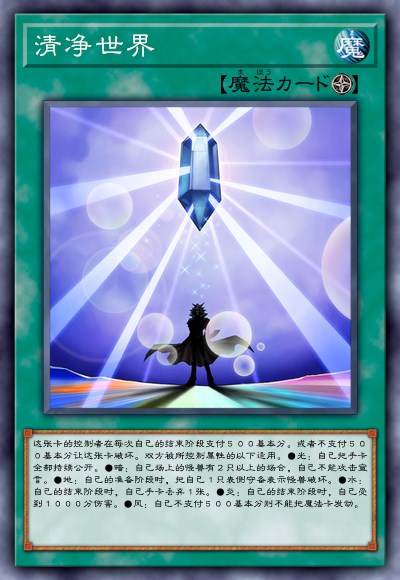 清净世界
魔
まほう
【魔法カード】
这张卡的控制者在每次自己的结束阶段支付５００基本分。或者不支付５０
０基本分让这张卡破坏。双方被所控制属性的以下适用。●光：自己把手卡
全部持续公开。●暗：自己场上的怪兽有２只以上的场合，自己不能攻击宣
言。●地：自己的准备阶段时，把自己１只表侧守备表示怪兽破坏。●水：
自己的结束阶段时，自己手卡丢弃１张。●炎：自己的结束阶段时，自己受
到１０００分伤害。●风：自己不支付５００基本分则不能把魔法卡发动。